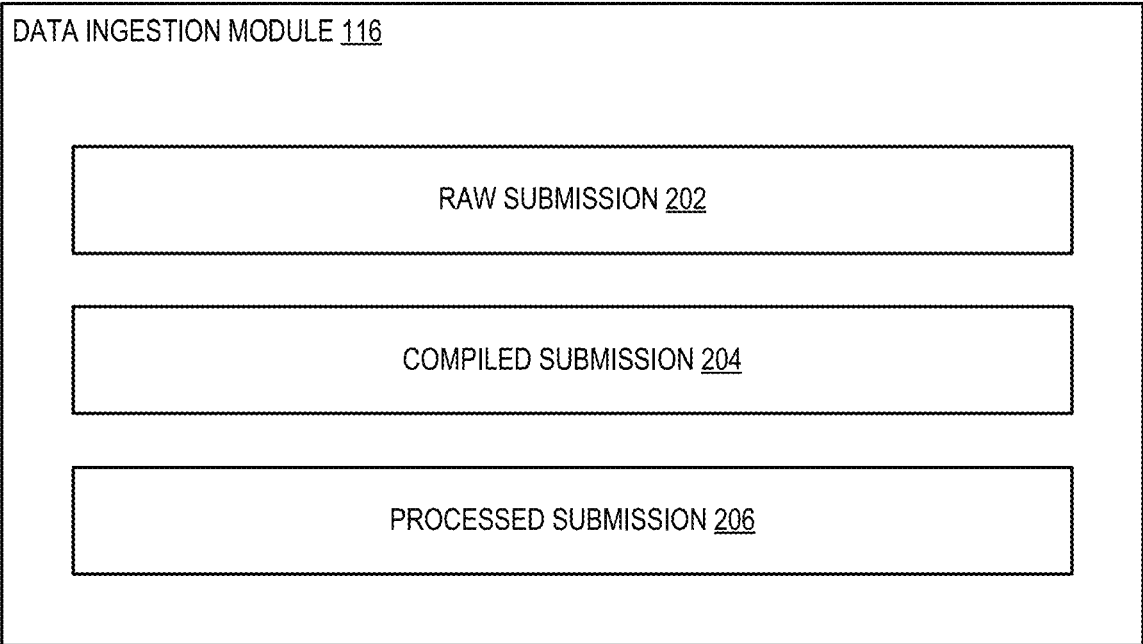 DATA INGESTION MODULE 116
RAW SUBMISSION 202
COMPILED SUBMISSION 204
PROCESSED SUBMISSION 206